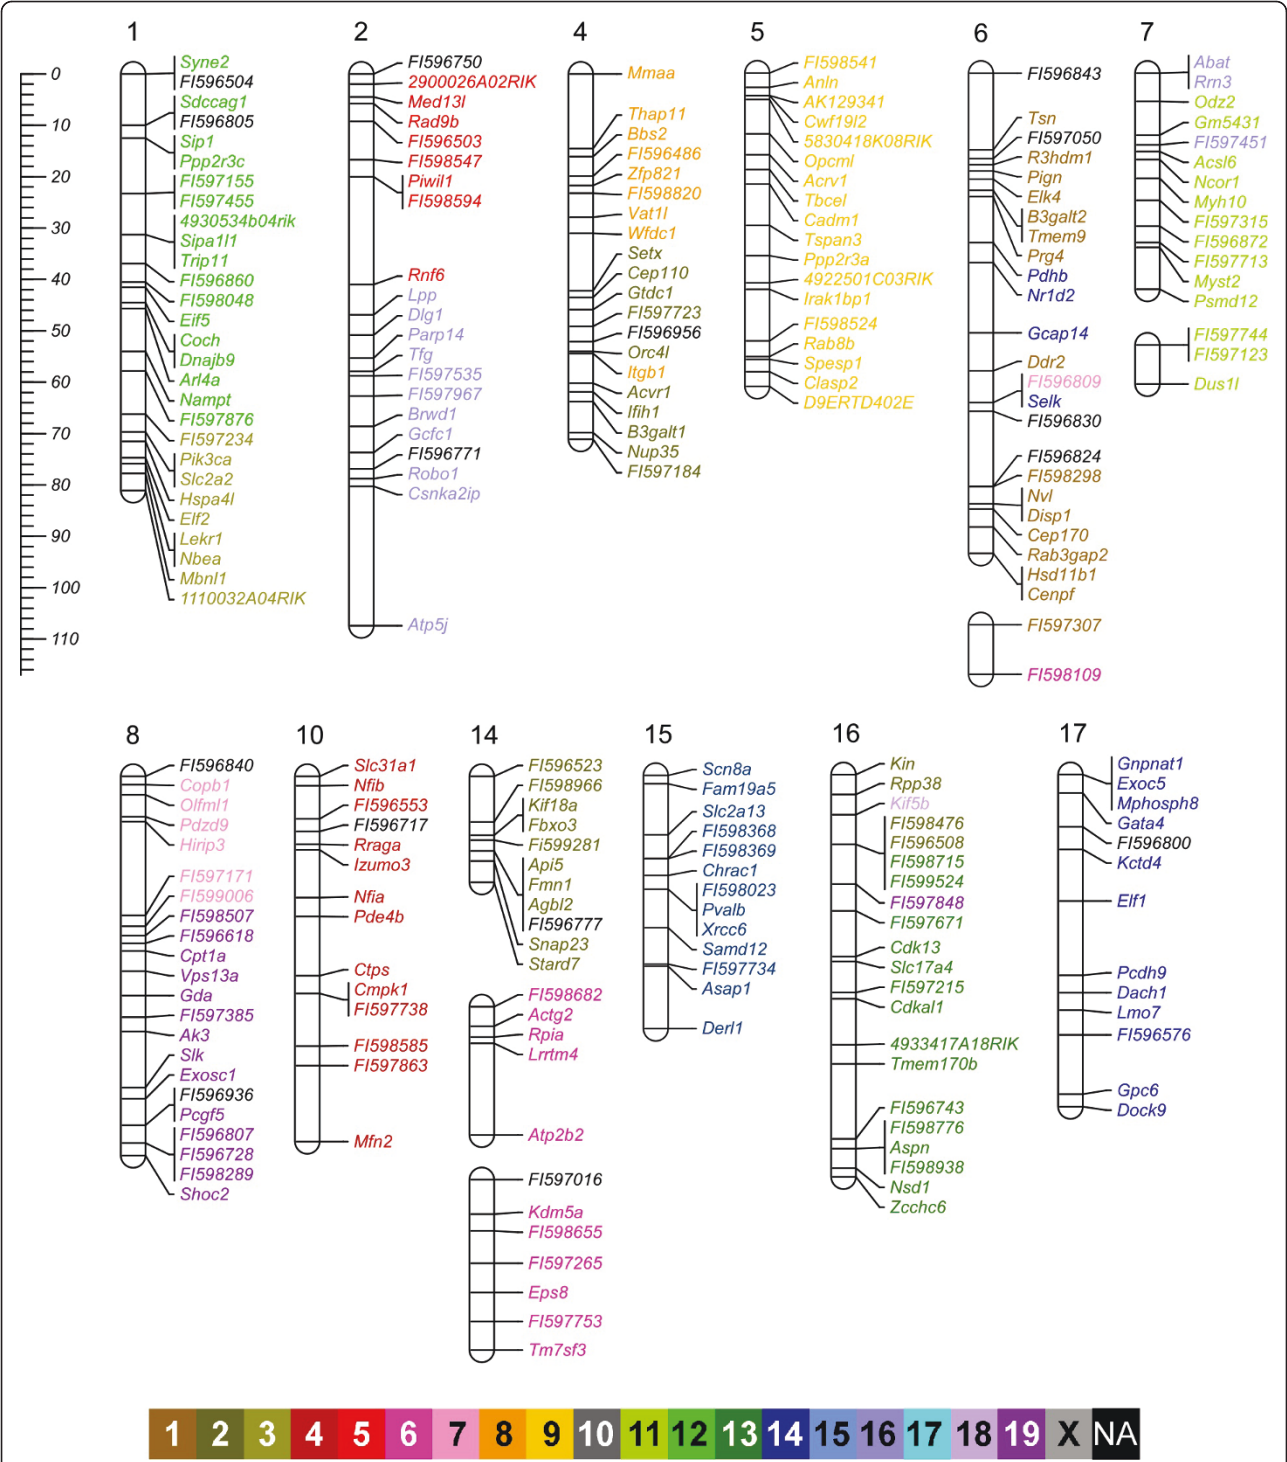 1
2
4
5
6
7
0
10
20
30
40
50
60
70
80
90
100
110
Syne2
FI596504
Sdccag1
FI596805
Sip1
Ppp2r3c
FI597155
FI597455
4930534b04rik
Sipa1l1
Trip11
FI596860
FI598048
Eif5
Coch
Dnajb9
Arl4a
Nampt
FI597876
FI597234
Pik3ca
Slc2a2
Hspa4l
Elf2
Lekr1
Nbea
Mbnl1
1110032A04RIK
FI596750
2900026A02RIK
Med13l
Rad9b
FI596503
FI598547
Piwil1
FI598594
Rnf6
Lpp
Dlg1
Parp14
Tfg
FI597535
FI597967
Brwd1
Gcfc1
FI596771
Robo1
Csnka2ip
Atp5j
Mmaa
Thap11
Bbs2
FI596486
Zfp821
FI598820
Vat1l
Wfdc1
Setx
Cep110
Gtdc1
FI597723
FI596956
Orc4l
Itgb1
Acvr1
Ifih1
B3galt1
Nup35
FI597184
FI598541
Anln
AK129341
Cwf19l2
5830418K08RIK
Opcml
Acrv1
Tbcel
Cadm1
Tspan3
Ppp2r3a
4922501C03RIK
Irak1bp1
FI598524
Rab8b
Spesp1
Clasp2
D9ERTD402E
FI596843
Tsn
FI597050
R3hdm1
Pign
Elk4
B3galt2
Tmem9
Prg4
Pdhb
Nr1d2
Gcap14
Ddr2
FI596809
Selk
FI596830
FI596824
FI598298
Nvl
Disp1
Cep170
Rab3gap2
Hsd11b1
Cenpf
FI597307
FI598109
Abat
Rrn3
Odz2
Gm5431
FI597451
Acsl6
Ncor1
Myh10
FI597315
FI596872
FI597713
Myst2
Psmd12
FI597744
FI597123
Dus1l
8
10
14
15
16
17
FI596840
Copb1
Olfml1
Pdzd9
Hirip3
FI597171
FI599006
FI598507
FI596618
Cpt1a
Vps13a
Gda
FI597385
Ak3
Slk
Exosc1
FI596936
Pcgf5
FI596807
FI596728
FI598289
Shoc2
Slc31a1
Nfib
FI596553
FI596717
Rraga
Izumo3
Nfia
Pde4b
Ctps
Cmpk1
FI597738
FI598585
FI597863
Mfn2
FI596523
FI598966
Kif18a
Fbxo3
Fi599281
Api5
Fmn1
Agbl2
FI596777
Snap23
Stard7
FI598682
Actg2
Rpia
Lrrtm4
Atp2b2
FI597016
Kdm5a
FI598655
FI597265
Eps8
FI597753
Tm7sf3
Scn8a
Fam19a5
Slc2a13
FI598368
FI598369
Chrac1
FI598023
Pvalb
Xrcc6
Samd12
FI597734
Asap1
Derl1
Kin
Rpp38
Kif5b
FI598476
FI596508
FI598715
FI599524
FI597848
FI597671
Cdk13
Slc17a4
FI597215
Cdkal1
4933417A18RIK
Tmem170b
FI596743
FI598776
Aspn
FI598938
Nsd1
Zcchc6
Gnpnat1
Exoc5
Mphosph8
Gata4
FI596800
Kctd4
Elf1
Pcdh9
Dach1
Lmo7
FI596576
Gpc6
Dock9
1 2 3 4 5 6 7 8 9 10 11 12 13 14 15 16 17 18 19 X NA